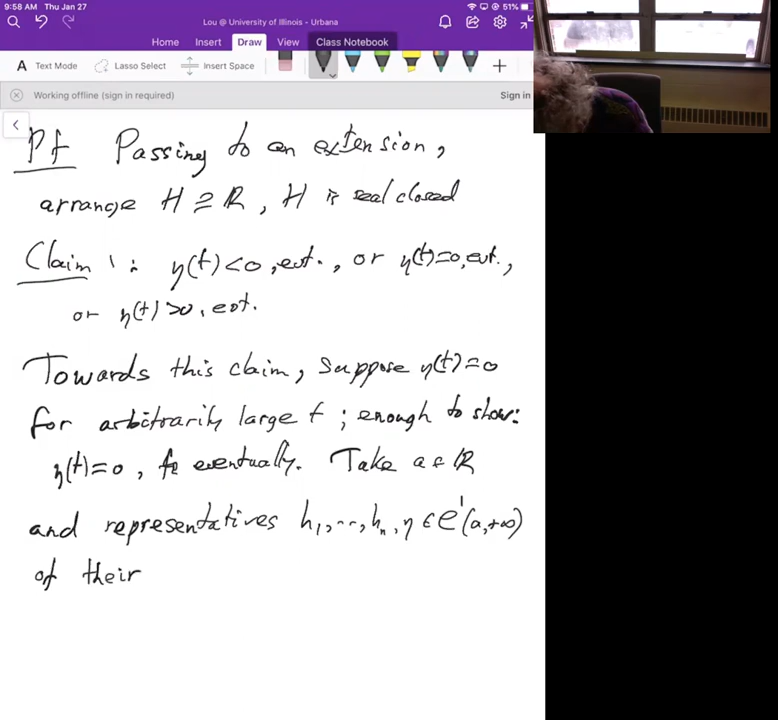 9:58 AM Thu Jan 27
51%
Lou @ University of Illinois - Urbana
Home Insert Draw View Class Notebook
A Text Mode Lasso Select Insert Space
Working offline (sign in required) Sign in
Pf Passing to an extension,
arrange H ⊇ ℝ, H is real closed
Claim 1: η(t)<0, evt., or η(t)=0, evt.,
or η(t)>0, evt.
Towards this claim, suppose η(t)=0
for arbitrarily large t; enough to show:
η(t)=0, eventually. Take a∈ℝ
and representatives h₁,...,hₙ,η ∈ C¹(a,+∞)
of their